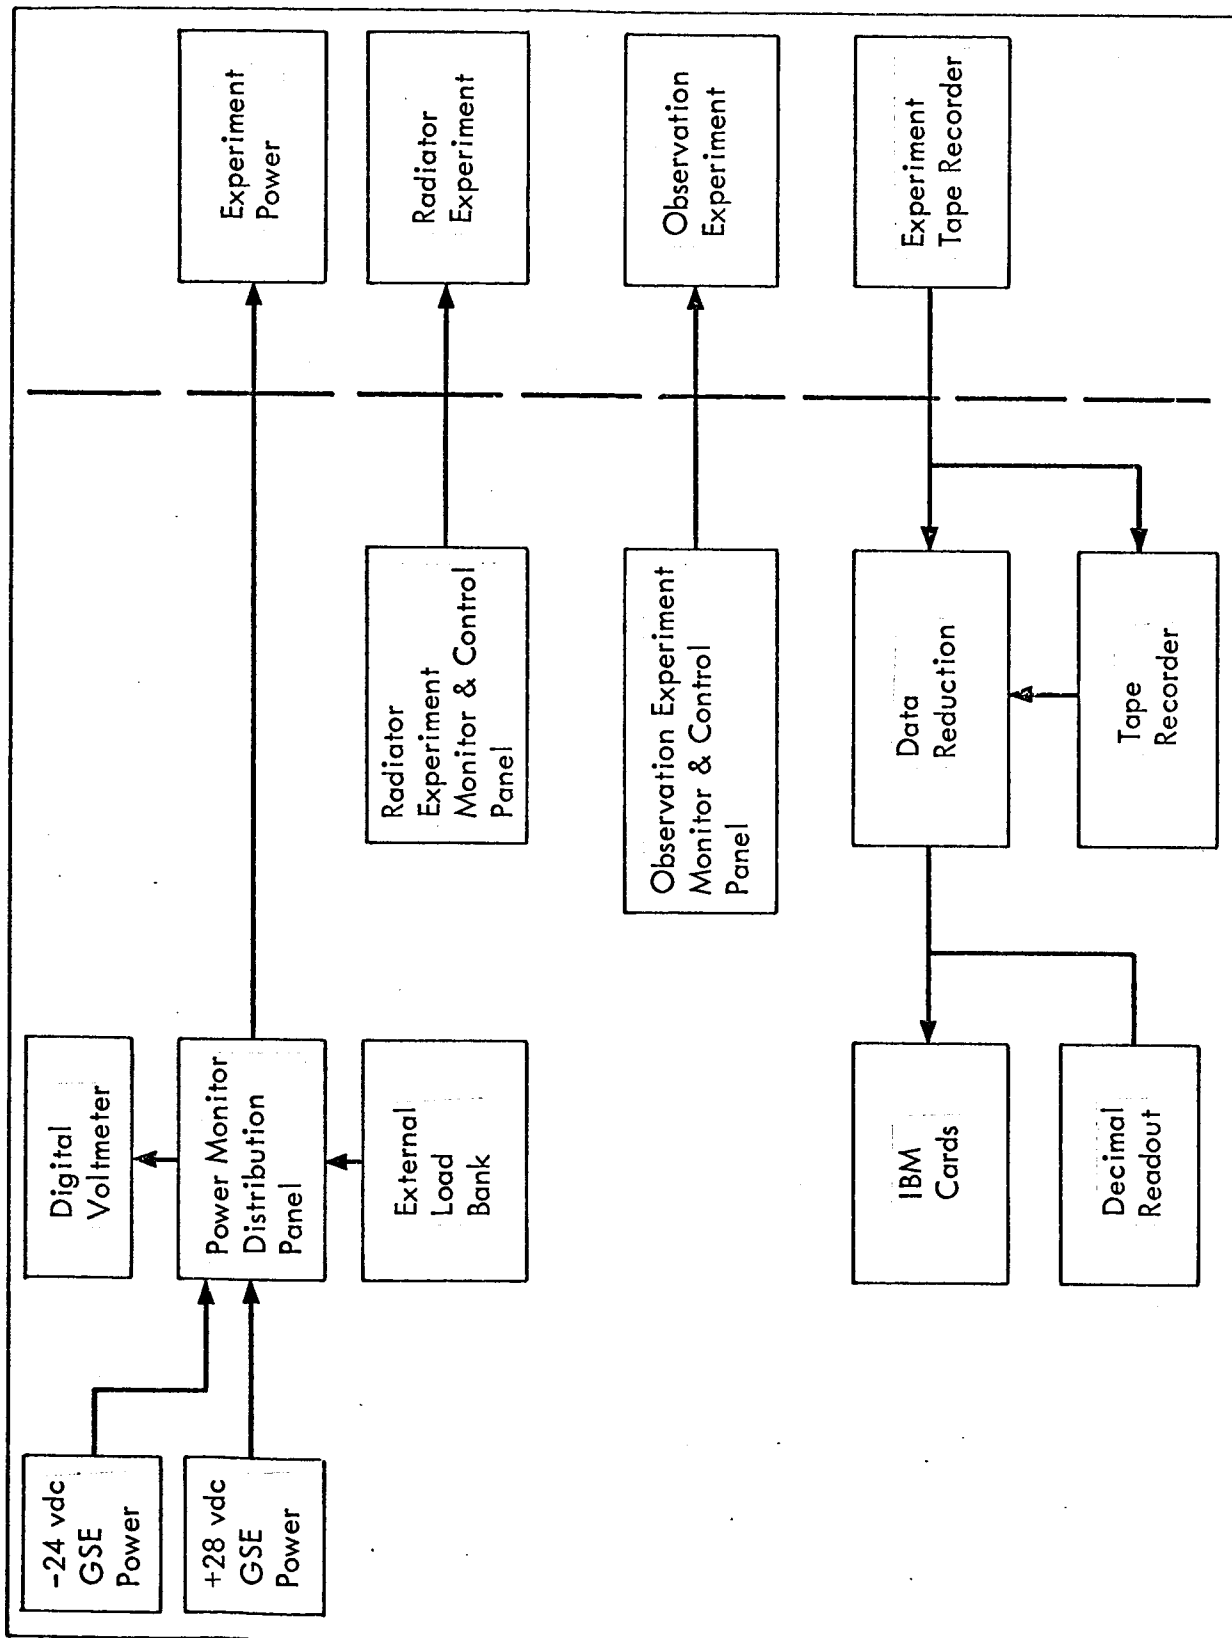 -24 vdc
GSE
Power
+28 vdc
GSE
Power
Digital
Voltmeter
Power Monitor
Distribution
Panel
External
Load
Bank
Experiment
Power
Radiator
Experiment
Monitor & Control
Panel
Radiator
Experiment
Observation Experiment
Monitor & Control
Panel
Observation
Experiment
IBM
Cards
Decimal
Readout
Data
Reduction
Tape
Recorder
Experiment
Tape Recorder